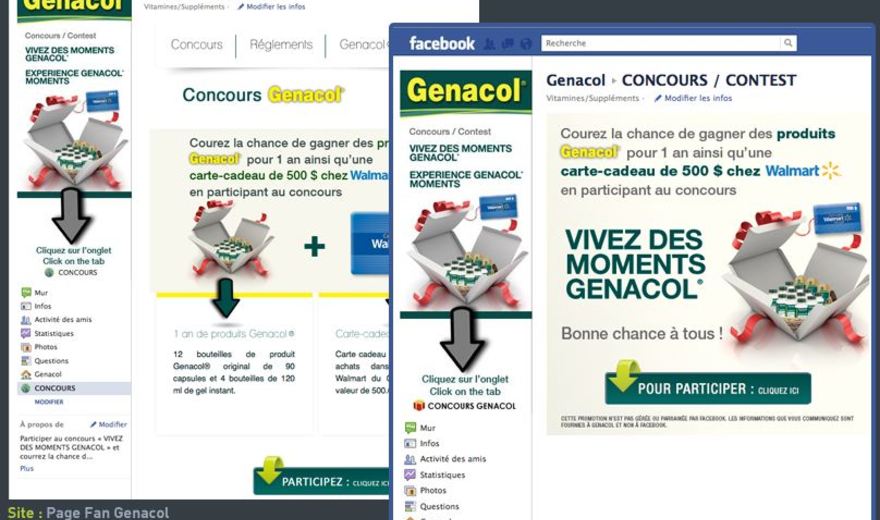 Genacol
Concours / Contest
VIVEZ DES MOMENTS
GENACOL®
EXPERIENCE GENACOL®
MOMENTS
Cliquez sur l'onglet
Click on the tab
CONCOURS
Mur
Infos
Activité des amis
Statistiques
Photos
Questions
Genacol
CONCOURS
MODIFIER
À propos de
Modifier
Participer au concours « VIVEZ
DES MOMENTS GENACOL » et
courrez la chance d...
Plus
Vitamines/Suppléments · Modifier les infos
Concours
Réglements
Genacol
Concours Genacol®
Courez la chance de gagner des pr
Genacol® pour 1 an ainsi qu'une
carte-cadeau de 500 $ chez Walma
en participant au concours
+
Wa
1 an de produits Genacol®
12 bouteilles de produit
Genacol® original de 90
capsules et 4 bouteilles de 120
ml de gel instant.
Carte-cadea
Carte cadeau
achats dans
Walmart du C
valeur de 500.
PARTICIPEZ : CLIQUEZ ICI
facebook
Recherche
Genacol
Concours / Contest
VIVEZ DES MOMENTS
GENACOL®
EXPERIENCE GENACOL®
MOMENTS
Cliquez sur l'onglet
Click on the tab
CONCOURS GENACOL
Mur
Infos
Activité des amis
Statistiques
Photos
Questions
Genacol ▸ CONCOURS / CONTEST
Vitamines/Suppléments · Modifier les infos
Courez la chance de gagner des produits
Genacol® pour 1 an ainsi qu'une
carte-cadeau de 500 $ chez Walmart
en participant au concours
Walmart
VIVEZ DES
MOMENTS
GENACOL®
Bonne chance à tous !
POUR PARTICIPER : CLIQUEZ ICI
CETTE PROMOTION N'EST PAS GÉRÉE OU PARRAINÉE PAR FACEBOOK. LES INFORMATIONS QUE VOUS COMMUNIQUEZ SONT
FOURNIES À GENACOL ET NON À FACEBOOK.
Site : Page Fan Genacol